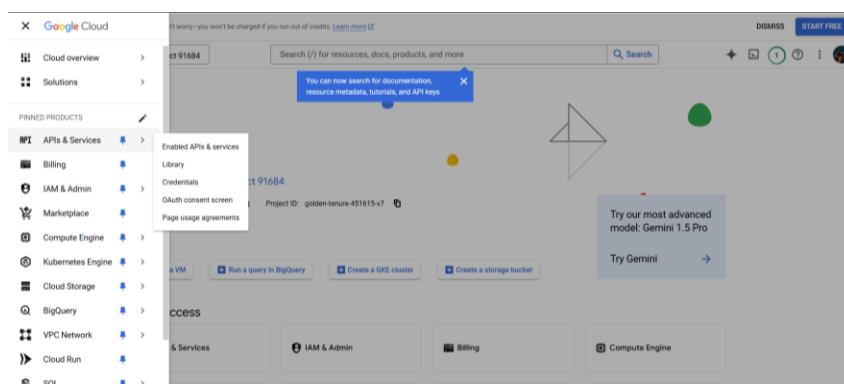 Google Cloud
't worry—you won't be charged if you run out of credits. Learn more
DISMISS
START FREE
Cloud overview
ct 91684
Search (/) for resources, docs, products, and more
Search
1
Solutions
You can now search for documentation,
resource metadata, tutorials, and API keys
PINNED PRODUCTS
API APIs & Services
Enabled APIs & services
Library
Credentials
OAuth consent screen
Page usage agreements
Billing
IAM & Admin
Marketplace
Compute Engine
Kubernetes Engine
Cloud Storage
BigQuery
VPC Network
Cloud Run
SQL
ct 91684
Project ID: golden-tenure-451615-v7
Try our most advanced
model: Gemini 1.5 Pro
Try Gemini
a VM
Run a query in BigQuery
Create a GKE cluster
Create a storage bucket
ccess
& Services
IAM & Admin
Billing
Compute Engine